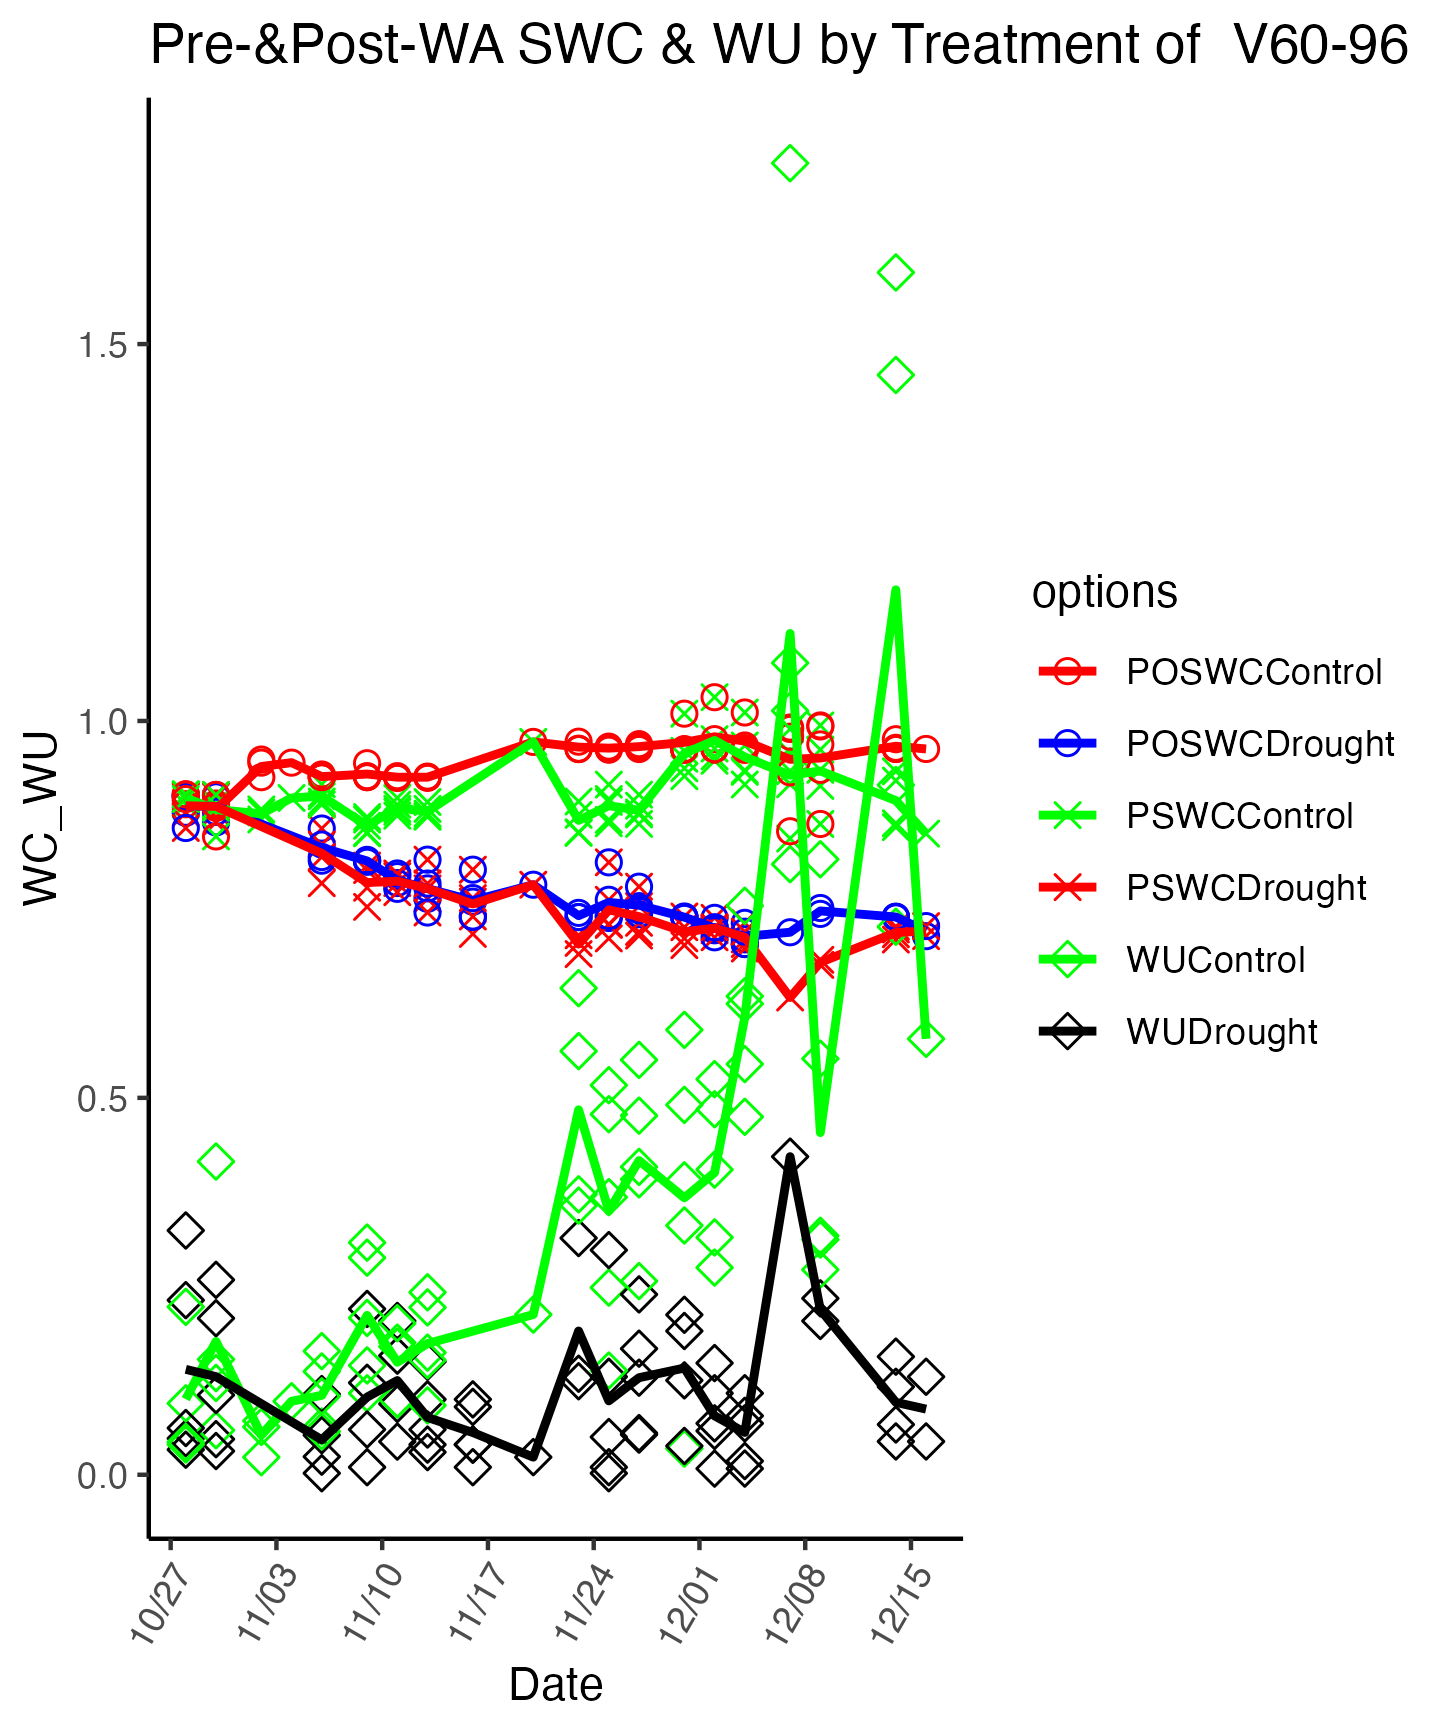 Pre-&Post-WA SWC & WU by Treatment of  V60-96
WC_WU
1.5
1.0
0.5
0.0
10/27
11/03
11/10
11/17
11/24
12/01
12/08
12/15
Date
options
POSWCControl
POSWCDrought
PSWCControl
PSWCDrought
WUControl
WUDrought